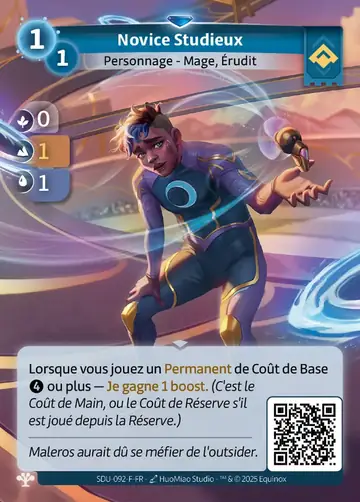 1
1
Novice Studieux
Personnage - Mage, Érudit
0
1
1
Lorsque vous jouez un Permanent de Coût de Base
4 ou plus — Je gagne 1 boost. (C'est le
Coût de Main, ou le Coût de Réserve s'il
est joué depuis la Réserve.)
Maleros aurait dû se méfier de l'outsider.
SDU-092-F-FR - HuoMiao Studio - ™ & © 2025 Equinox